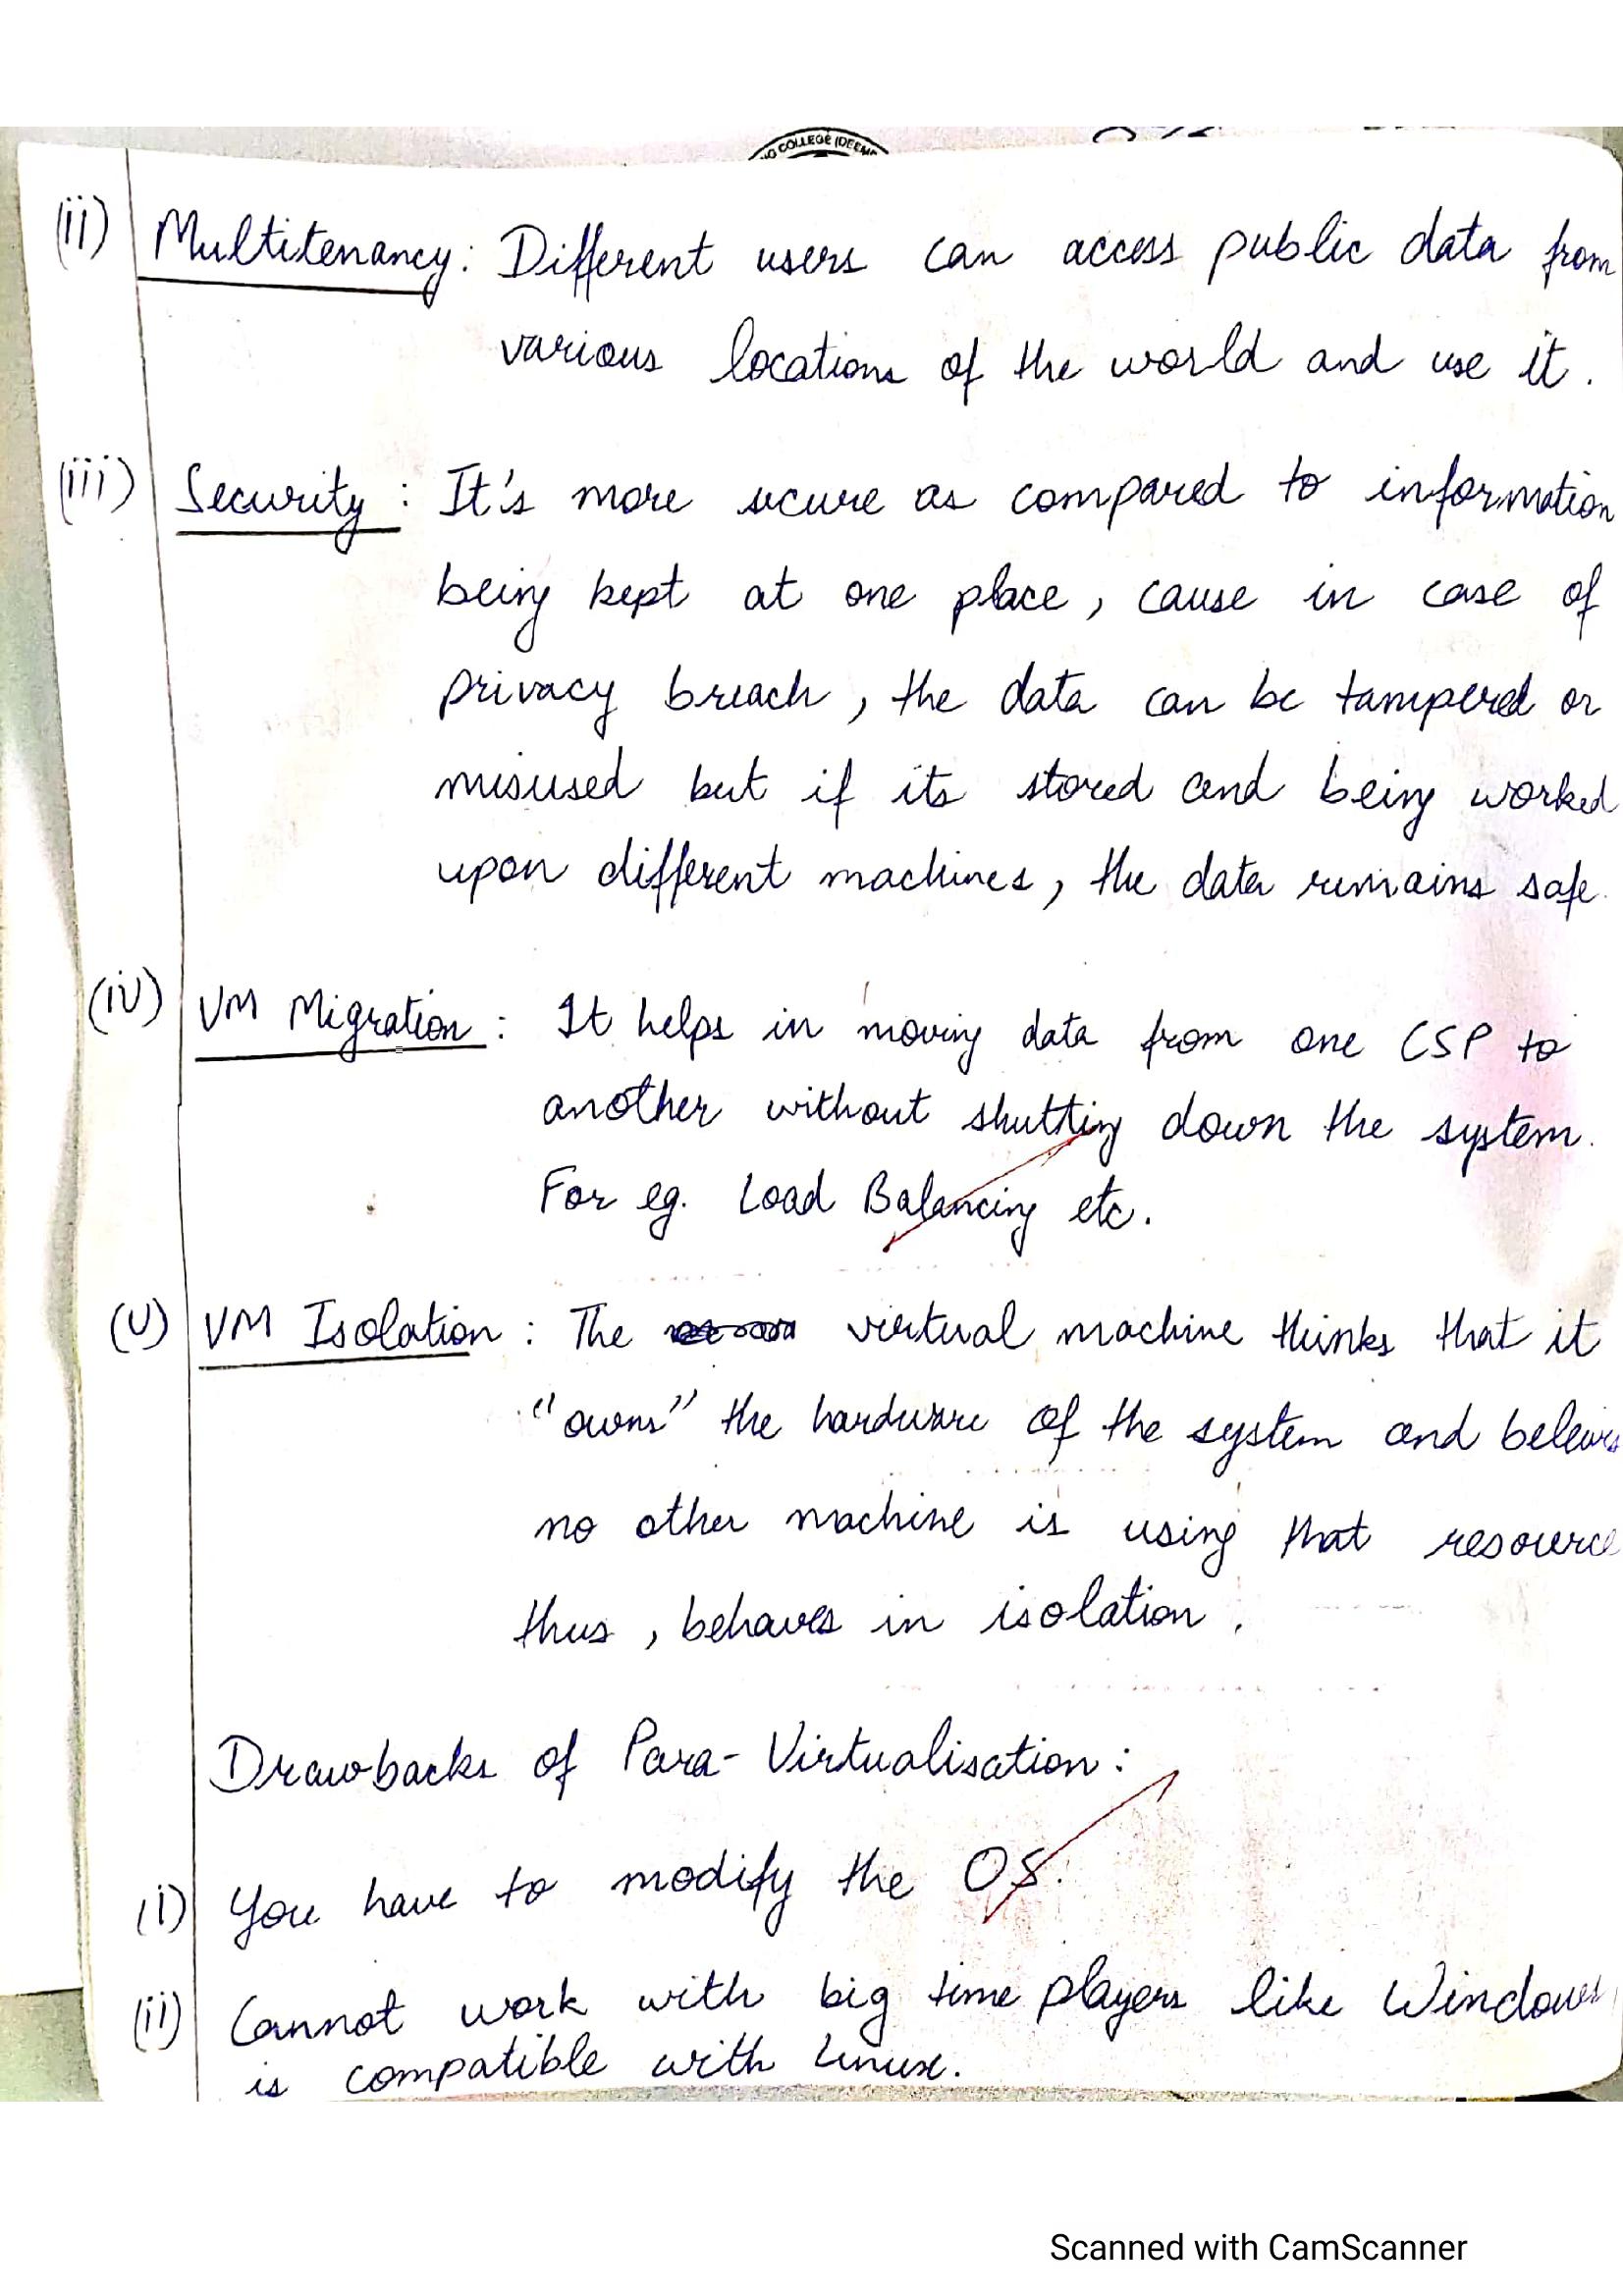 G COLLEGE (DEEM
(ii) Multitenancy: Different users can access public data from
various locations of the world and use it.
(iii) Security: It's more secure as compared to information
being kept at one place, cause in case of
privacy breach, the data can be tampered or
misused but if its stored and being worked
upon different machines, the data remains safe.
(iv) VM Migration: It helps in moving data from one CSP to
another without shutting down the system.
For eg. Load Balancing etc.
(v) VM Isolation: The virtual machine thinks that it
"owns" the hardware of the system and beleives
no other machine is using that resource
thus, behaves in isolation.
Drawbacks of Para-Virtualisation:
(i) You have to modify the OS.
(ii) Cannot work with big time players like Windows,
is compatible with Linux.
Scanned with CamScanner